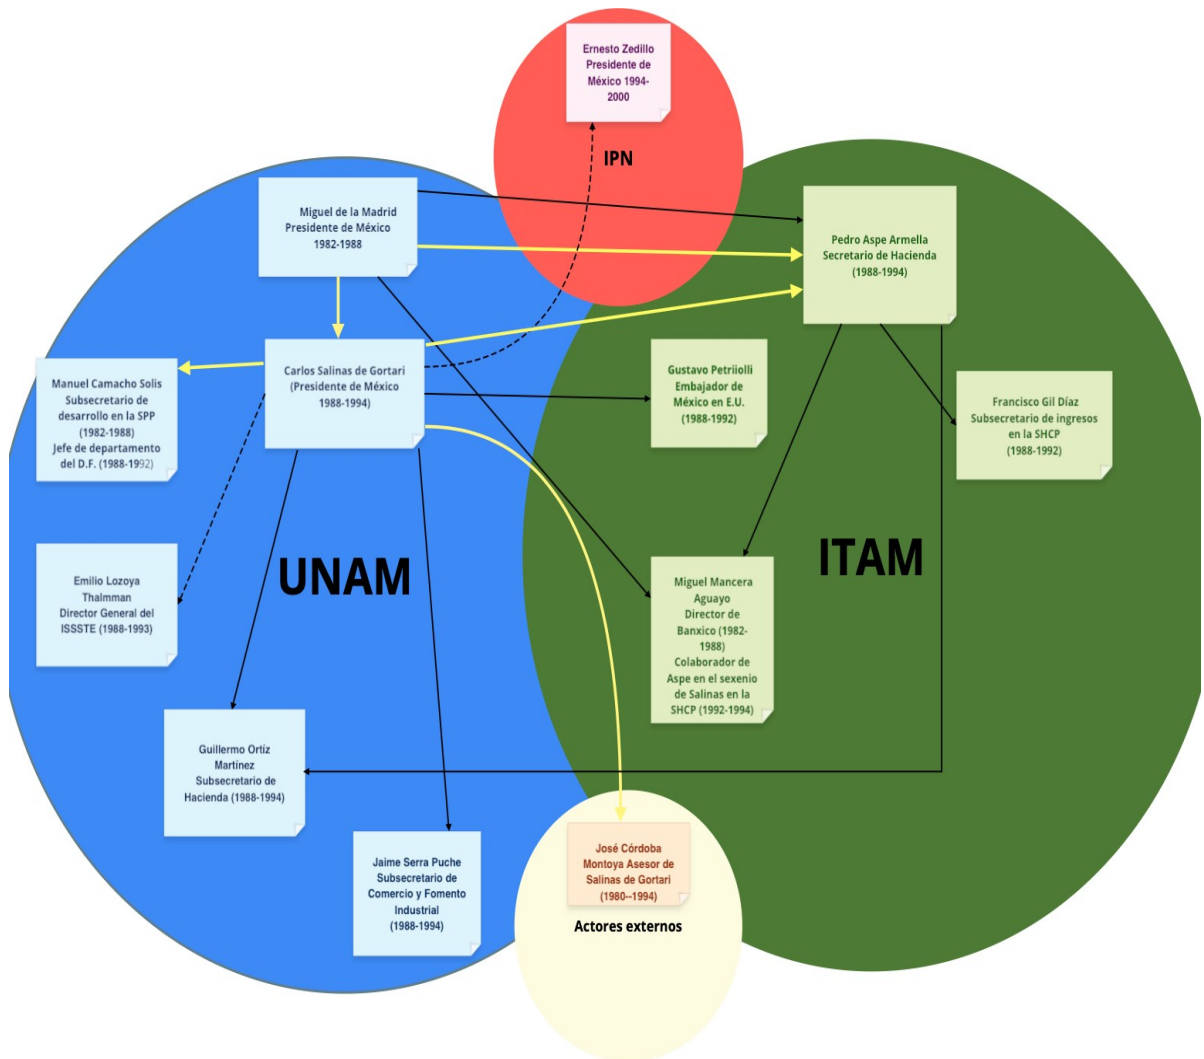 Ernesto Zedillo
Presidente de
México 1994-
2000
IPN
Miguel de la Madrid
Presidente de México
1982-1988
Pedro Aspe Armella
Secretario de Hacienda
(1988-1994)
Carlos Salinas de Gortari
(Presidente de México
1988-1994)
Manuel Camacho Solis
Subsecretario de
desarrollo en la SPP
(1982-1988)
Jefe de departamento
del D.F. (1988-1992)
Gustavo Petriiolli
Embajador de
México en E.U.
(1988-1992)
Francisco Gil Díaz
Subsecretario de ingresos
en la SHCP
(1988-1992)
UNAM
ITAM
Emilio Lozoya
Thalmman
Director General del
ISSSTE (1988-1993)
Miguel Mancera
Aguayo
Director de
Banxico (1982-
1988)
Colaborador de
Aspe en el sexenio
de Salinas en la
SHCP (1992-1994)
Guillermo Ortíz
Martínez
Subsecretario de
Hacienda (1988-1994)
Jaime Serra Puche
Subsecretario de
Comercio y Fomento
Industrial
(1988-1994)
José Córdoba
Montoya Asesor de
Salinas de Gortari
(1980--1994)
Actores externos